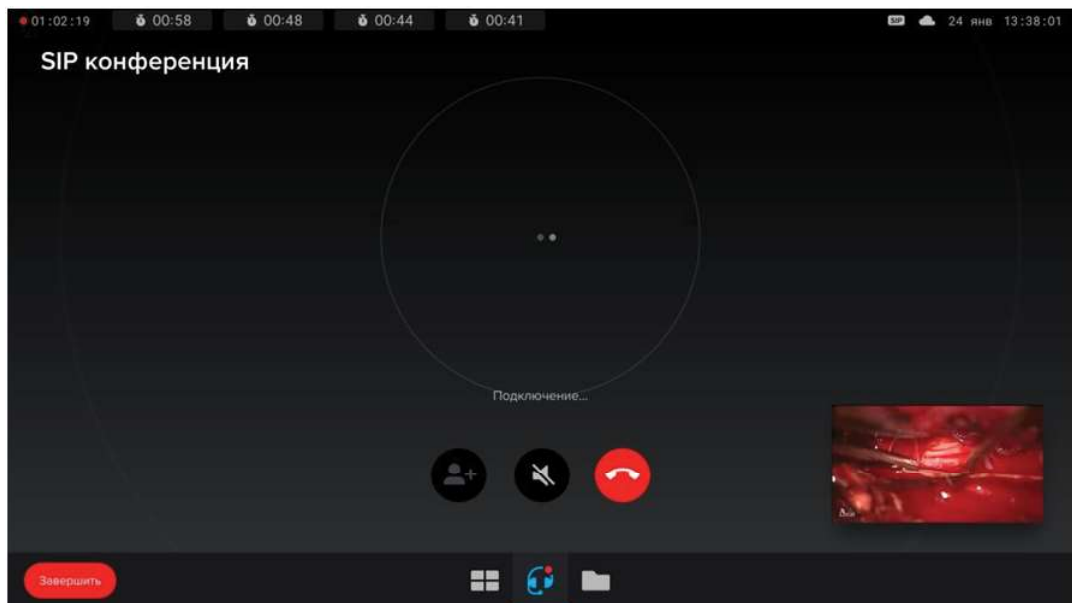 01:02:19 00:58 00:48 00:44 00:41 SIP 24 янв 13:38:01
SIP конференция
Подключение...
Завершить